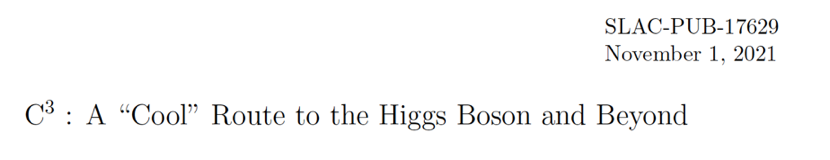 SLAC-PUB-17629
November 1, 2021
C³ : A “Cool” Route to the Higgs Boson and Beyond